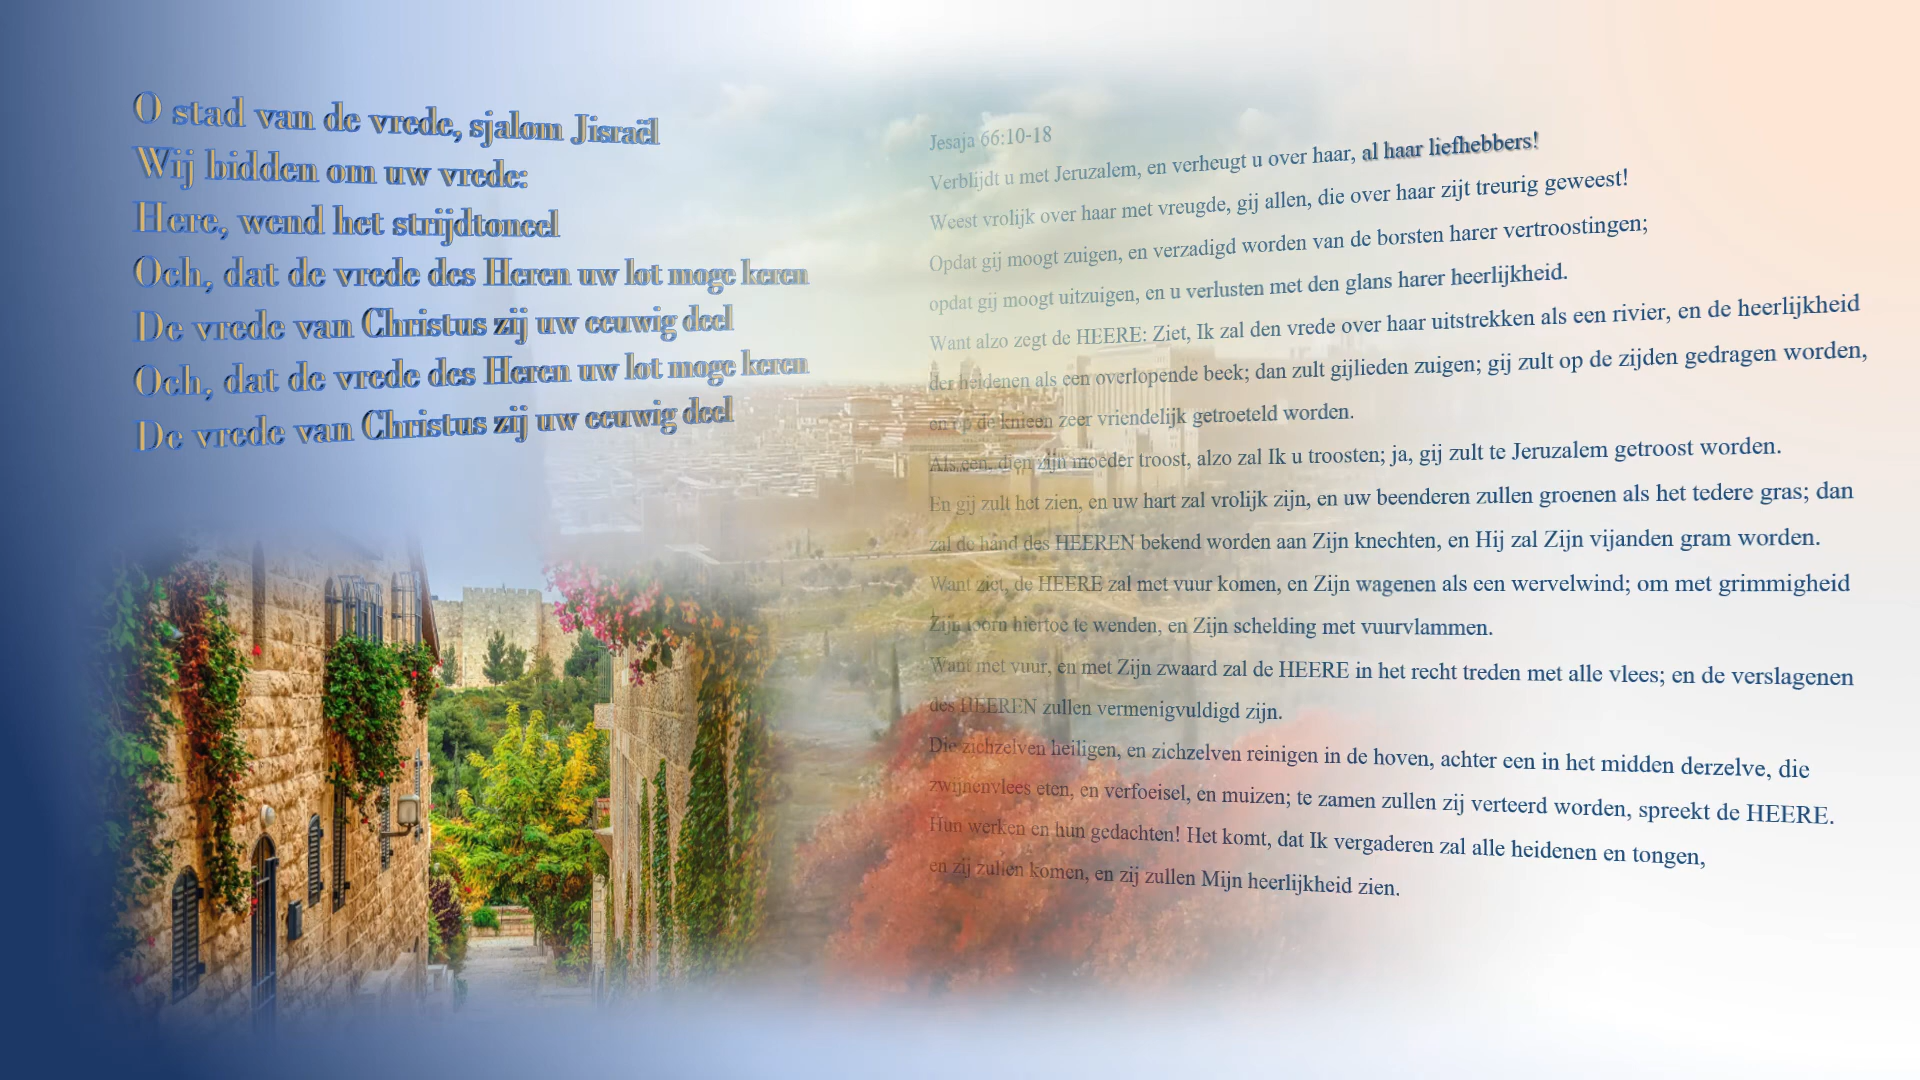 O stad van de vrede, sjalom Jisraël
Wij bidden om uw vrede:
Here, wend het strijdtoneel
Och, dat de vrede des Heren uw lot moge keren
De vrede van Christus zij uw eeuwig deel
Och, dat de vrede des Heren uw lot moge keren
De vrede van Christus zij uw eeuwig deel
Jesaja 66:10-18
Verblijdt u met Jeruzalem, en verheugt u over haar, al haar liefhebbers!
Weest vrolijk over haar met vreugde, gij allen, die over haar zijt treurig geweest!
Opdat gij moogt zuigen, en verzadigd worden van de borsten harer vertroostingen;
opdat gij moogt uitzuigen, en u verlusten met den glans harer heerlijkheid.
Want alzo zegt de HEERE: Ziet, Ik zal den vrede over haar uitstrekken als een rivier, en de heerlijkheid
der heidenen als een overlopende beek; dan zult gijlieden zuigen; gij zult op de zijden gedragen worden,
en op de knieen zeer vriendelijk getroeteld worden.
Als een, dien zijn moeder troost, alzo zal Ik u troosten; ja, gij zult te Jeruzalem getroost worden.
En gij zult het zien, en uw hart zal vrolijk zijn, en uw beenderen zullen groenen als het tedere gras; dan
zal de hand des HEEREN bekend worden aan Zijn knechten, en Hij zal Zijn vijanden gram worden.
Want ziet, de HEERE zal met vuur komen, en Zijn wagenen als een wervelwind; om met grimmigheid
Zijn toorn hiertoe te wenden, en Zijn schelding met vuurvlammen.
Want met vuur, en met Zijn zwaard zal de HEERE in het recht treden met alle vlees; en de verslagenen
des HEEREN zullen vermenigvuldigd zijn.
Die zichzelven heiligen, en zichzelven reinigen in de hoven, achter een in het midden derzelve, die
zwijnenvlees eten, en verfoeisel, en muizen; te zamen zullen zij verteerd worden, spreekt de HEERE.
Hun werken en hun gedachten! Het komt, dat Ik vergaderen zal alle heidenen en tongen,
en zij zullen komen, en zij zullen Mijn heerlijkheid zien.